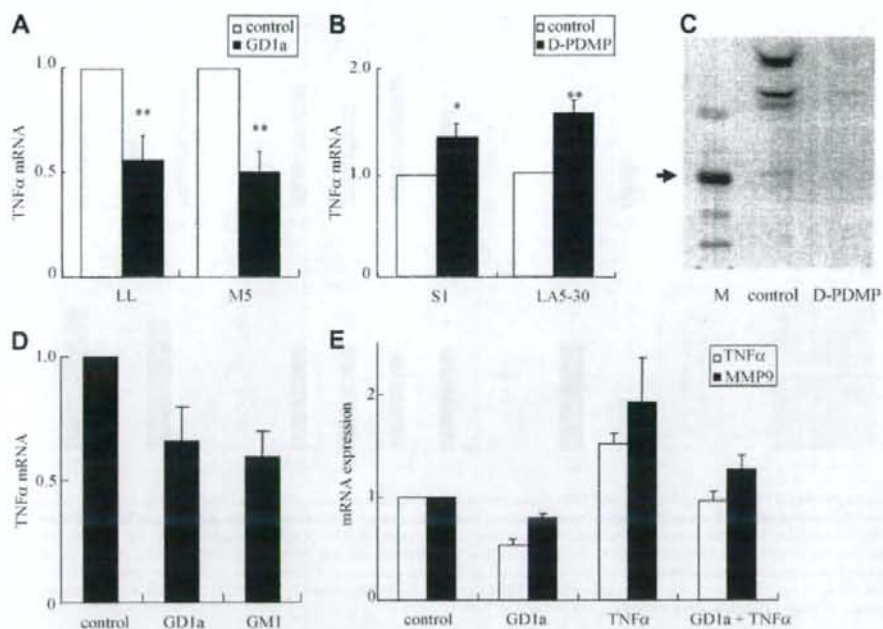 A
control
GD1a
TNFα mRNA
1.0
0.5
0
**
**
LL M5
B
control
D-PDMP
TNFα mRNA
2.0
1.0
0
*
**
S1 LA5-30
C
M control D-PDMP
D
TNFα mRNA
1.0
0.5
0
control GD1a GM1
E
TNFα
MMP9
mRNA expression
2
1
0
control GD1a TNFα GD1a + TNFα